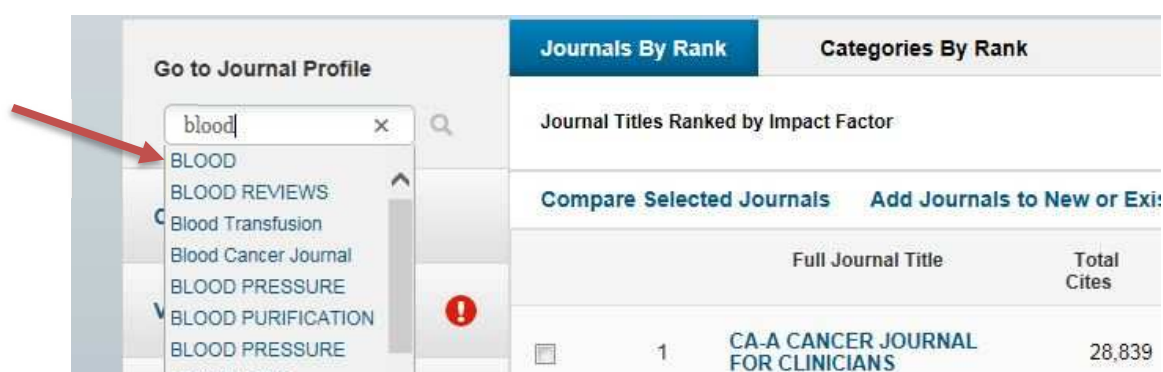 Go to Journal Profile
blood
BLOOD
BLOOD REVIEWS
Blood Transfusion
Blood Cancer Journal
BLOOD PRESSURE
BLOOD PURIFICATION
BLOOD PRESSURE
Journals By Rank
Categories By Rank
Journal Titles Ranked by Impact Factor
Compare Selected Journals
Add Journals to New or Exis
Full Journal Title
Total
Cites
1
CA-A CANCER JOURNAL
FOR CLINICIANS
28,839